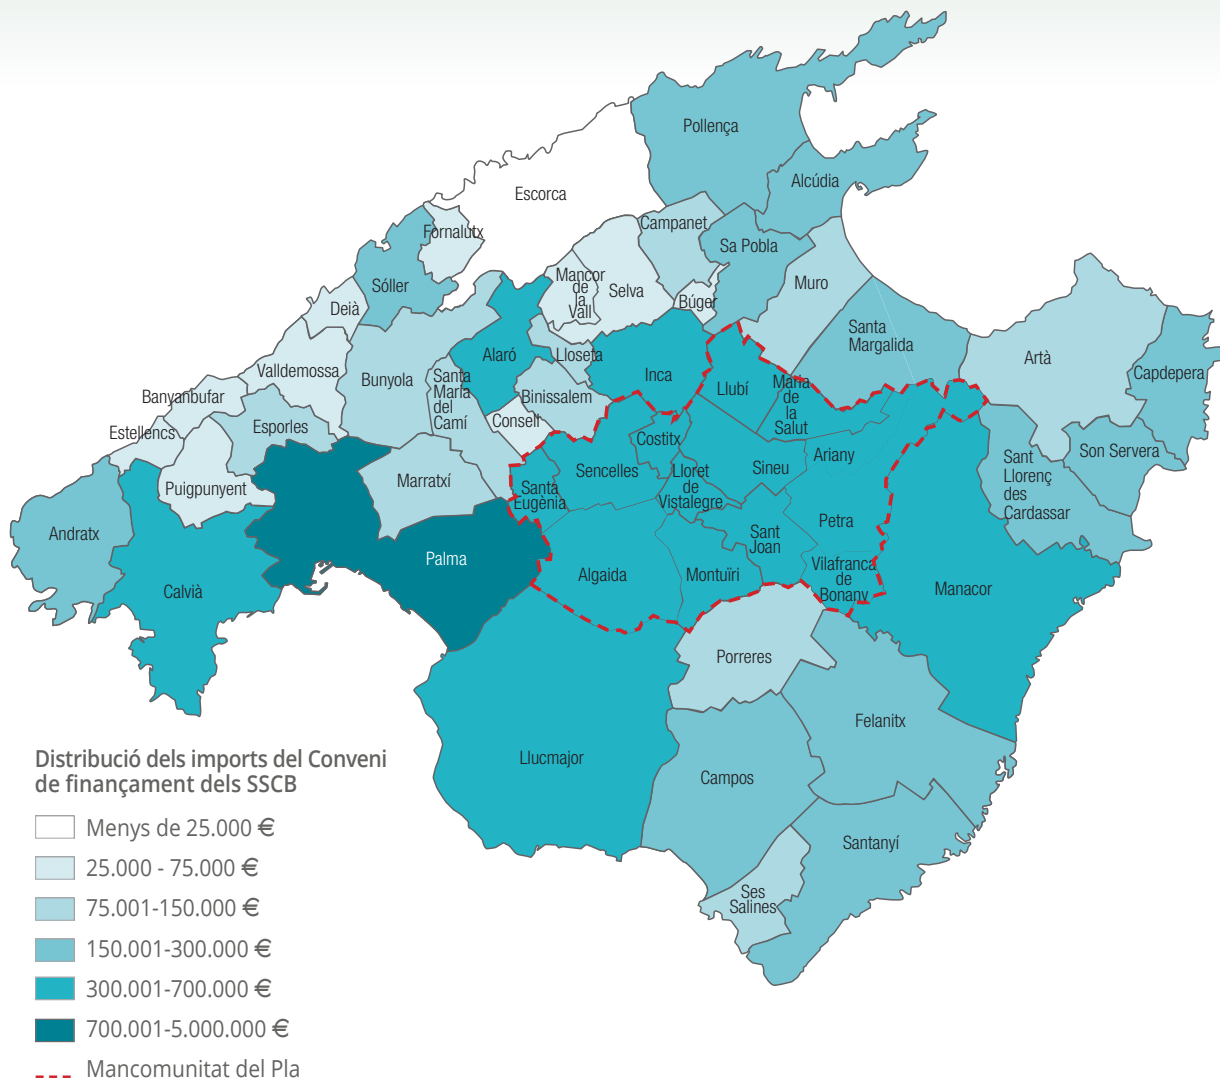 Pollença
Alcúdia
Escorca
Campanet
Fornalutx
Sa Pobla
Mancor
de
la
Vall
Muro
Sóller
Selva
Búger
Deià
Santa
Margalida
Alaró
Lloseta
Artà
Valldemossa
Inca
Capdepera
Bunyola
Santa
Maria
del
Camí
Llubí
Maria
de
la
Salut
Banyanbufar
Binissalem
Consell
Estellencs
Esporles
Costitx
Ariany
Son Servera
Sant
Llorenç
des
Cardassar
Sencelles
Lloret
de
Vistalegre
Sineu
Puigpunyent
Marratxí
Santa
Eugènia
Andratx
Petra
Sant
Joan
Palma
Algaida
Montuïri
Vilafranca
de
Bonany
Calvià
Manacor
Porreres
Felanitx
Llucmajor
Campos
Santanyí
Ses
Salines
Distribució dels imports del Conveni
de finançament dels SSCB
Menys de 25.000 €
25.000 - 75.000 €
75.001-150.000 €
150.001-300.000 €
300.001-700.000 €
700.001-5.000.000 €
Mancomunitat del Pla